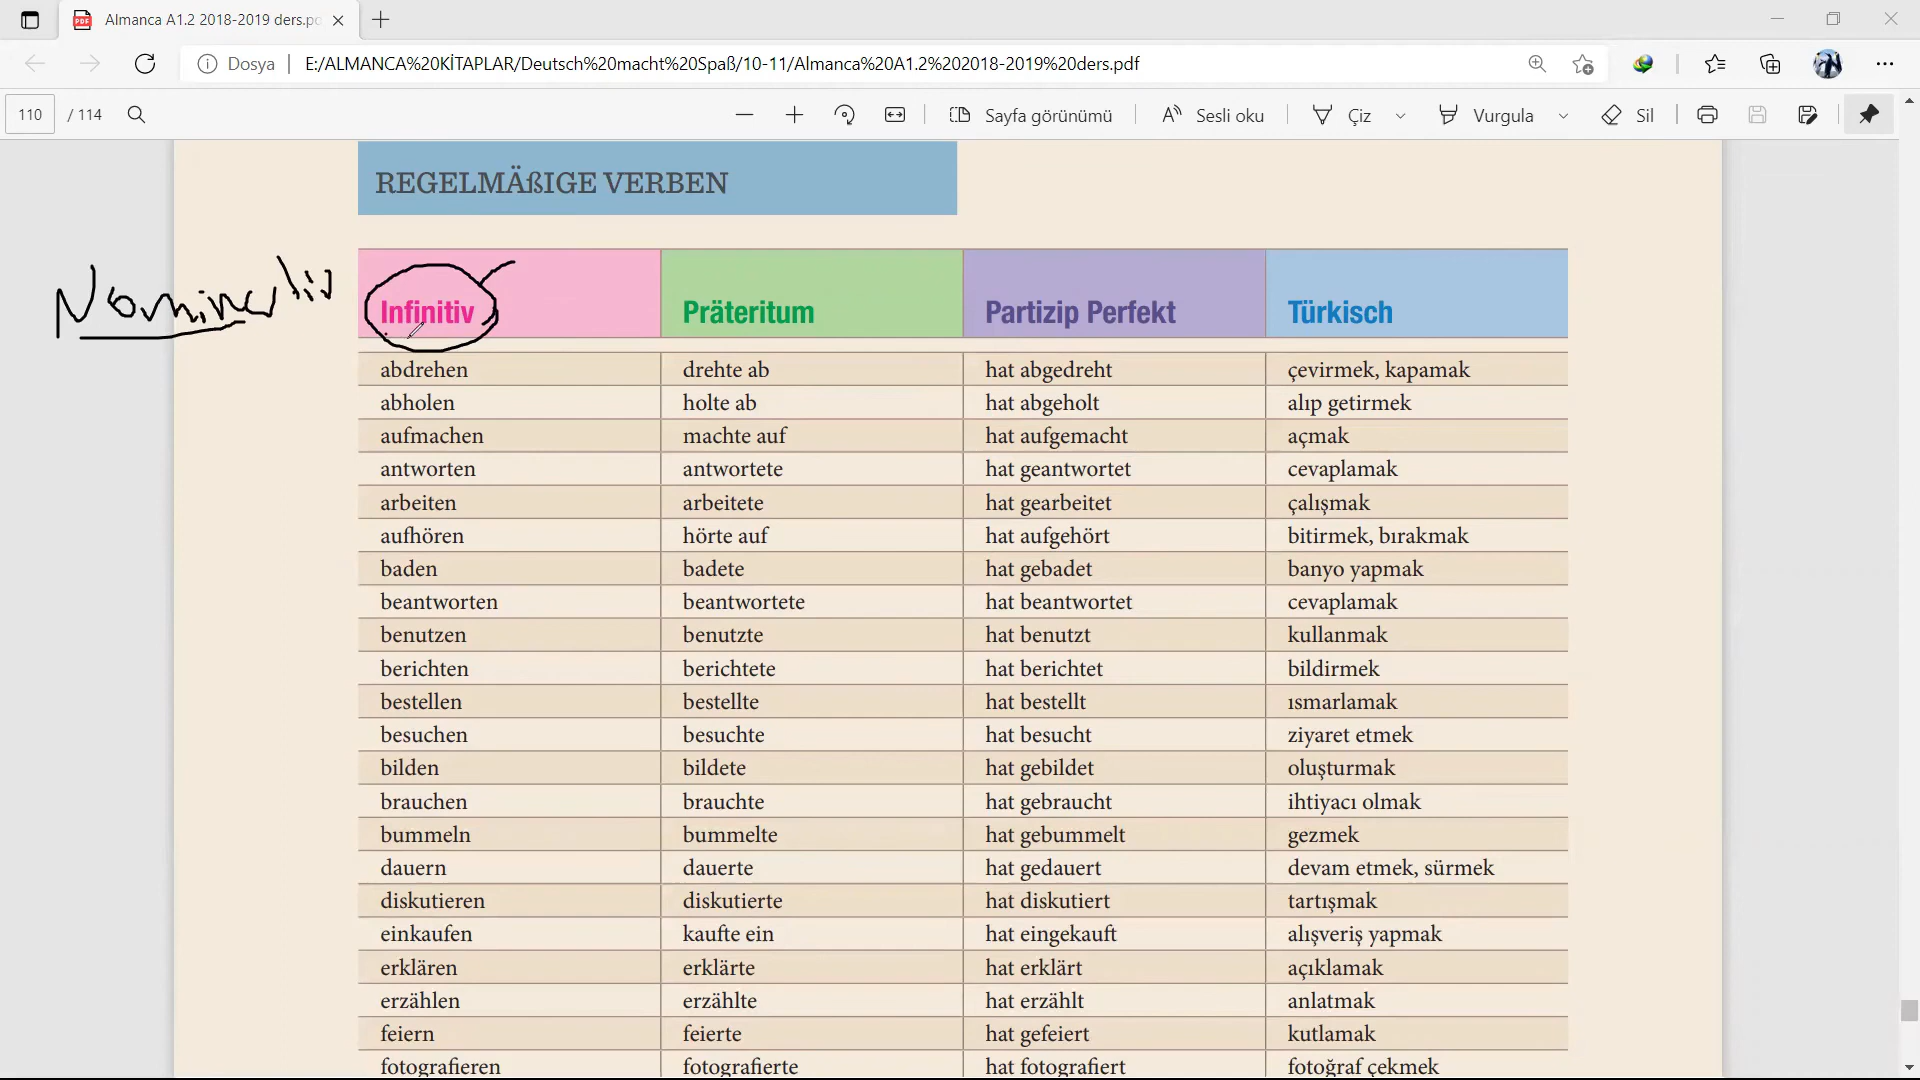 Almanca A1.2 2018-2019 ders.pd
Dosya E:/ALMANCA%20KİTAPLAR/Deutsch%20macht%20Spaß/10-11/Almanca%20A1.2%202018-2019%20ders.pdf
110 / 114 Sayfa görünümü Sesli oku Çiz Vurgula Sil
REGELMÄßIGE VERBEN
Infinitiv Präteritum Partizip Perfekt Türkisch
abdrehen drehte ab hat abgedreht çevirmek, kapamak
abholen holte ab hat abgeholt alıp getirmek
aufmachen machte auf hat aufgemacht açmak
antworten antwortete hat geantwortet cevaplamak
arbeiten arbeitete hat gearbeitet çalışmak
aufhören hörte auf hat aufgehört bitirmek, bırakmak
baden badete hat gebadet banyo yapmak
beantworten beantwortete hat beantwortet cevaplamak
benutzen benutzte hat benutzt kullanmak
berichten berichtete hat berichtet bildirmek
bestellen bestellte hat bestellt ısmarlamak
besuchen besuchte hat besucht ziyaret etmek
bilden bildete hat gebildet oluşturmak
brauchen brauchte hat gebraucht ihtiyacı olmak
bummeln bummelte hat gebummelt gezmek
dauern dauerte hat gedauert devam etmek, sürmek
diskutieren diskutierte hat diskutiert tartışmak
einkaufen kaufte ein hat eingekauft alışveriş yapmak
erklären erklärte hat erklärt açıklamak
erzählen erzählte hat erzählt anlatmak
feiern feierte hat gefeiert kutlamak
fotografieren fotografierte hat fotografiert fotoğraf çekmek